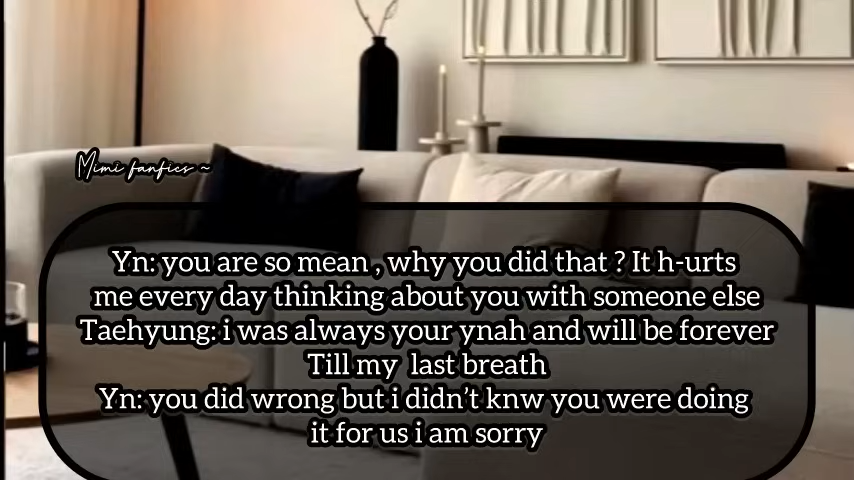 Mimi fanfics ~
Yn: you are so mean , why you did that ? It h-urts
me every day thinking about you with someone else
Taehyung: i was always your ynah and will be forever
Till my last breath
Yn: you did wrong but i didn't knw you were doing
it for us i am sorry